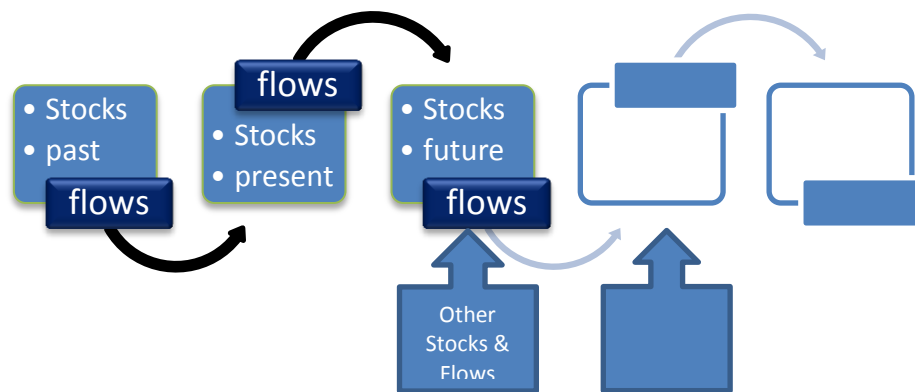 • Stocks
• past
flows
flows
• Stocks
• present
• Stocks
• future
flows
Other
Stocks &
Flows